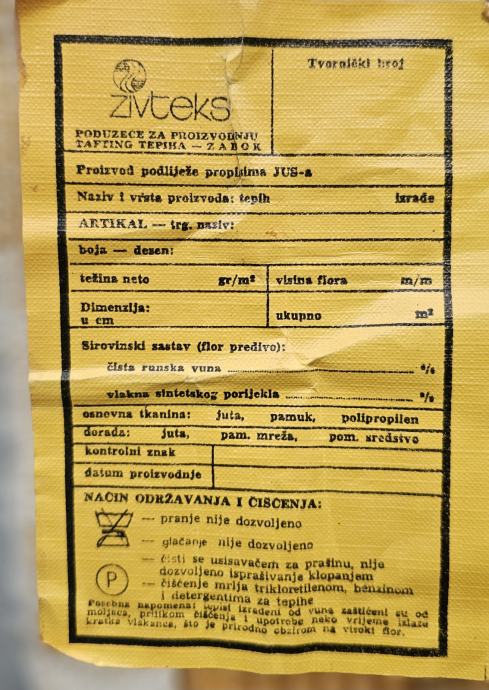 Tvornički broj
živteks
PODUZEĆE ZA PROIZVODNJU
TAFTING TEPIHA — ZABOK
Proizvod podliježe propisima JUS-a
Naziv i vrsta proizvoda: tepih izrade
ARTIKAL — trg. naziv:
boja — desen:
težina neto gr/m² visina flora m/m
Dimenzija:
u cm ukupno m²
Sirovinski sastav (flor predivo):
čista runska vuna %
vlakna sintetskog porijekla %
osnovna tkanina: juta, pamuk, polipropilen
dorada: juta, pam. mreža, pom. sredstvo
kontrolni znak
datum proizvodnje
NAČIN ODRŽAVANJA I ČIŠĆENJA:
— pranje nije dozvoljeno
— glačanje nije dozvoljeno
— čisti se usisavačem za prašinu, nije
dozvoljeno isprašivanje klopanjem
P — čišćenje mrlja trikloretilenom, benzinom
i detergentima za tepihe
Posebna napomena: tepisi izrađeni od vune zaštićeni su od
moljaca, prilikom čišćenja i upotrebe neko vrijeme izlaze
kratka vlakanca, što je prirodno obzirom na visoki flor.